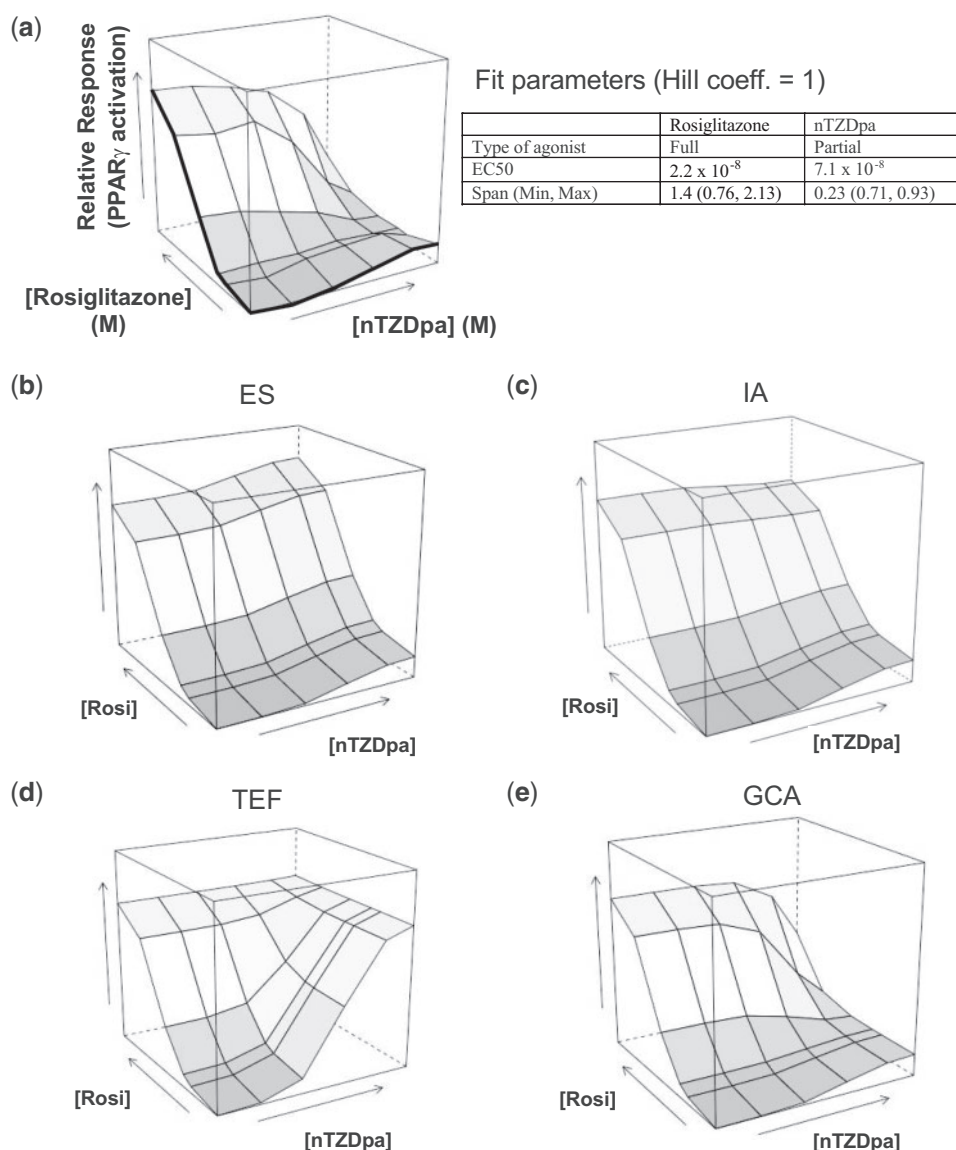 (a)
Relative Response
(PPARγ activation)
[Rosiglitazone]
(M)
[nTZDpa] (M)
Fit parameters (Hill coeff. = 1)
Rosiglitazone nTZDpa
Type of agonist Full Partial
EC50 2.2 x 10⁻⁸ 7.1 x 10⁻⁸
Span (Min, Max) 1.4 (0.76, 2.13) 0.23 (0.71, 0.93)
(b)
ES
[Rosi]
[nTZDpa]
(c)
IA
[Rosi]
[nTZDpa]
(d)
TEF
[Rosi]
[nTZDpa]
(e)
GCA
[Rosi]
[nTZDpa]